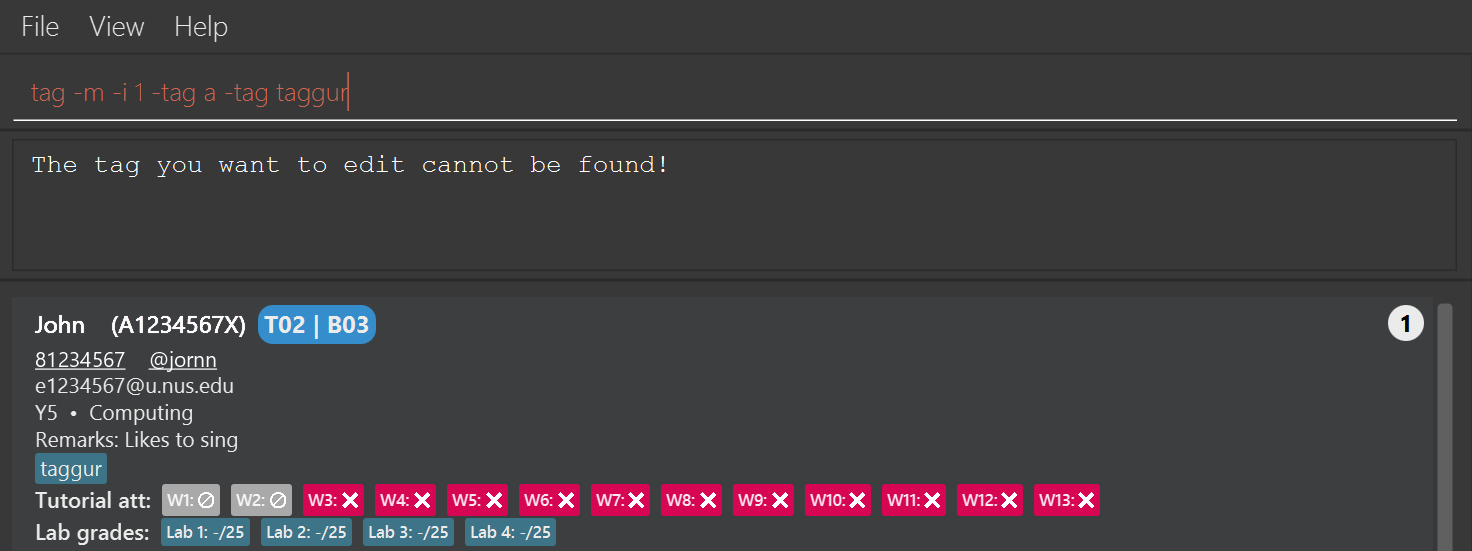 File View Help
tag -m -i 1 -tag a -tag taggur
The tag you want to edit cannot be found!
John (A1234567X) T02 | B03 1
81234567 @jornn
e1234567@u.nus.edu
Y5 • Computing
Remarks: Likes to sing
taggur
Tutorial att: W1: W2: W3: W4: W5: W6: W7: W8: W9: W10: W11: W12: W13:
Lab grades: Lab 1: -/25 Lab 2: -/25 Lab 3: -/25 Lab 4: -/25